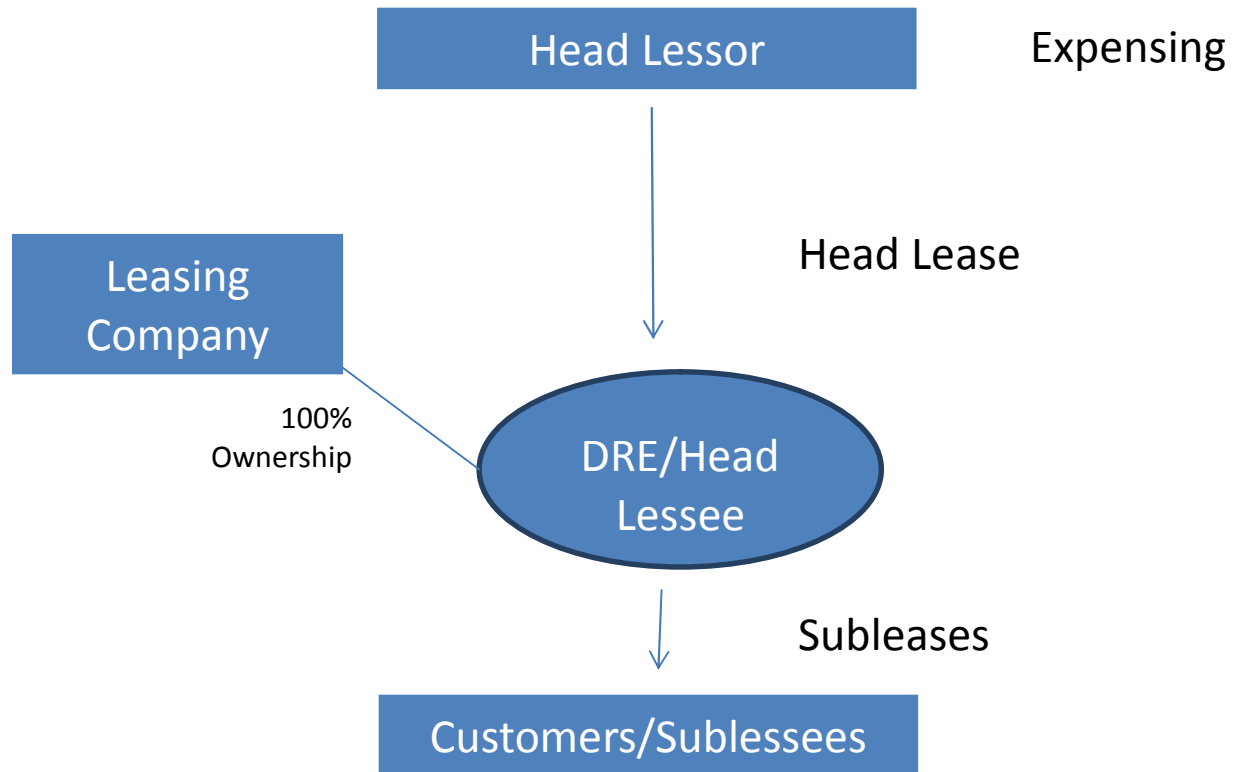 Head Lessor
Expensing
Head Lease
Leasing
Company
100%
Ownership
DRE/Head
Lessee
Subleases
Customers/Sublessees